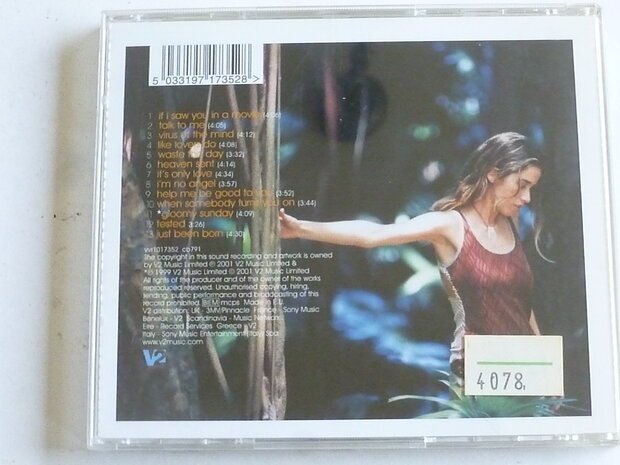 5 033197 173528 >
1 if i saw you in a movie (4:06)
2 talk to me (4:05)
3 virus of the mind (4:12)
4 like lovers do (4:08)
5 waste the day (3:32)
6 heaven sent (4:14)
7 it's only love (4:34)
8 i'm no angel (3:57)
9 help me be good to you (3:52)
10 when somebody turns you on (3:44)
11 *gloomy sunday (4:09)
12 tested (3:26)
13 just been born (4:30)
vvr1017352 cb791
The copyright in this sound recording and artwork is owned
by V2 Music Limited ℗ 2001 V2 Music Limited &
*℗ 1999 V2 Music Limited © 2001 V2 Music Limited
All rights of the producer and of the owner of the works
reproduced reserved. Unauthorised copying, hiring,
lending, public performance and broadcasting of this
record prohibited. BIEM/mcps Made in E.U.
V2 distribution: UK - 3MV/Pinnacle France - Sony Music
Benelux - V2 Scandinavia - Music Network
Eire - Record Services Greece - V2
Italy - Sony Music Entertainment (Italy) Spa
www.v2music.com
V2
4078.